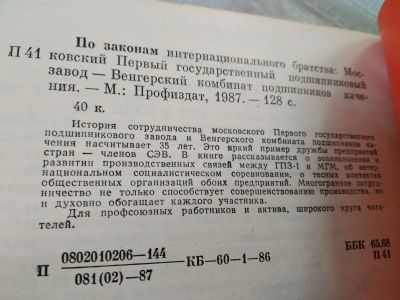 По законам интернационального братства: Мос-
П 41 ковский Первый государственный подшипниковый
завод — Венгерский комбинат подшипников каче-
ния. — М.: Профиздат, 1987. — 128 с.
40 к.
История сотрудничества московского Первого государственного
подшипникового завода и Венгерского комбината подшипников ка-
чения насчитывает 35 лет. Это яркий пример дружбы предприятий
стран — членов СЭВ. В книге рассказывается о возникновении и
развитии производственных связей между ГПЗ-1 и МГМ, об интер-
национальном социалистическом соревновании, о тесных контактах
общественных организаций обоих предприятий. Многогранное сотруд-
ничество не только способствует совершенствованию производства, но
и духовно обогащает каждого участника.
Для профсоюзных работников и актива, широкого круга чита-
телей.
П 0802010206—144 КБ—60—1—86 ББК 65.68
081(02)—87 П 41